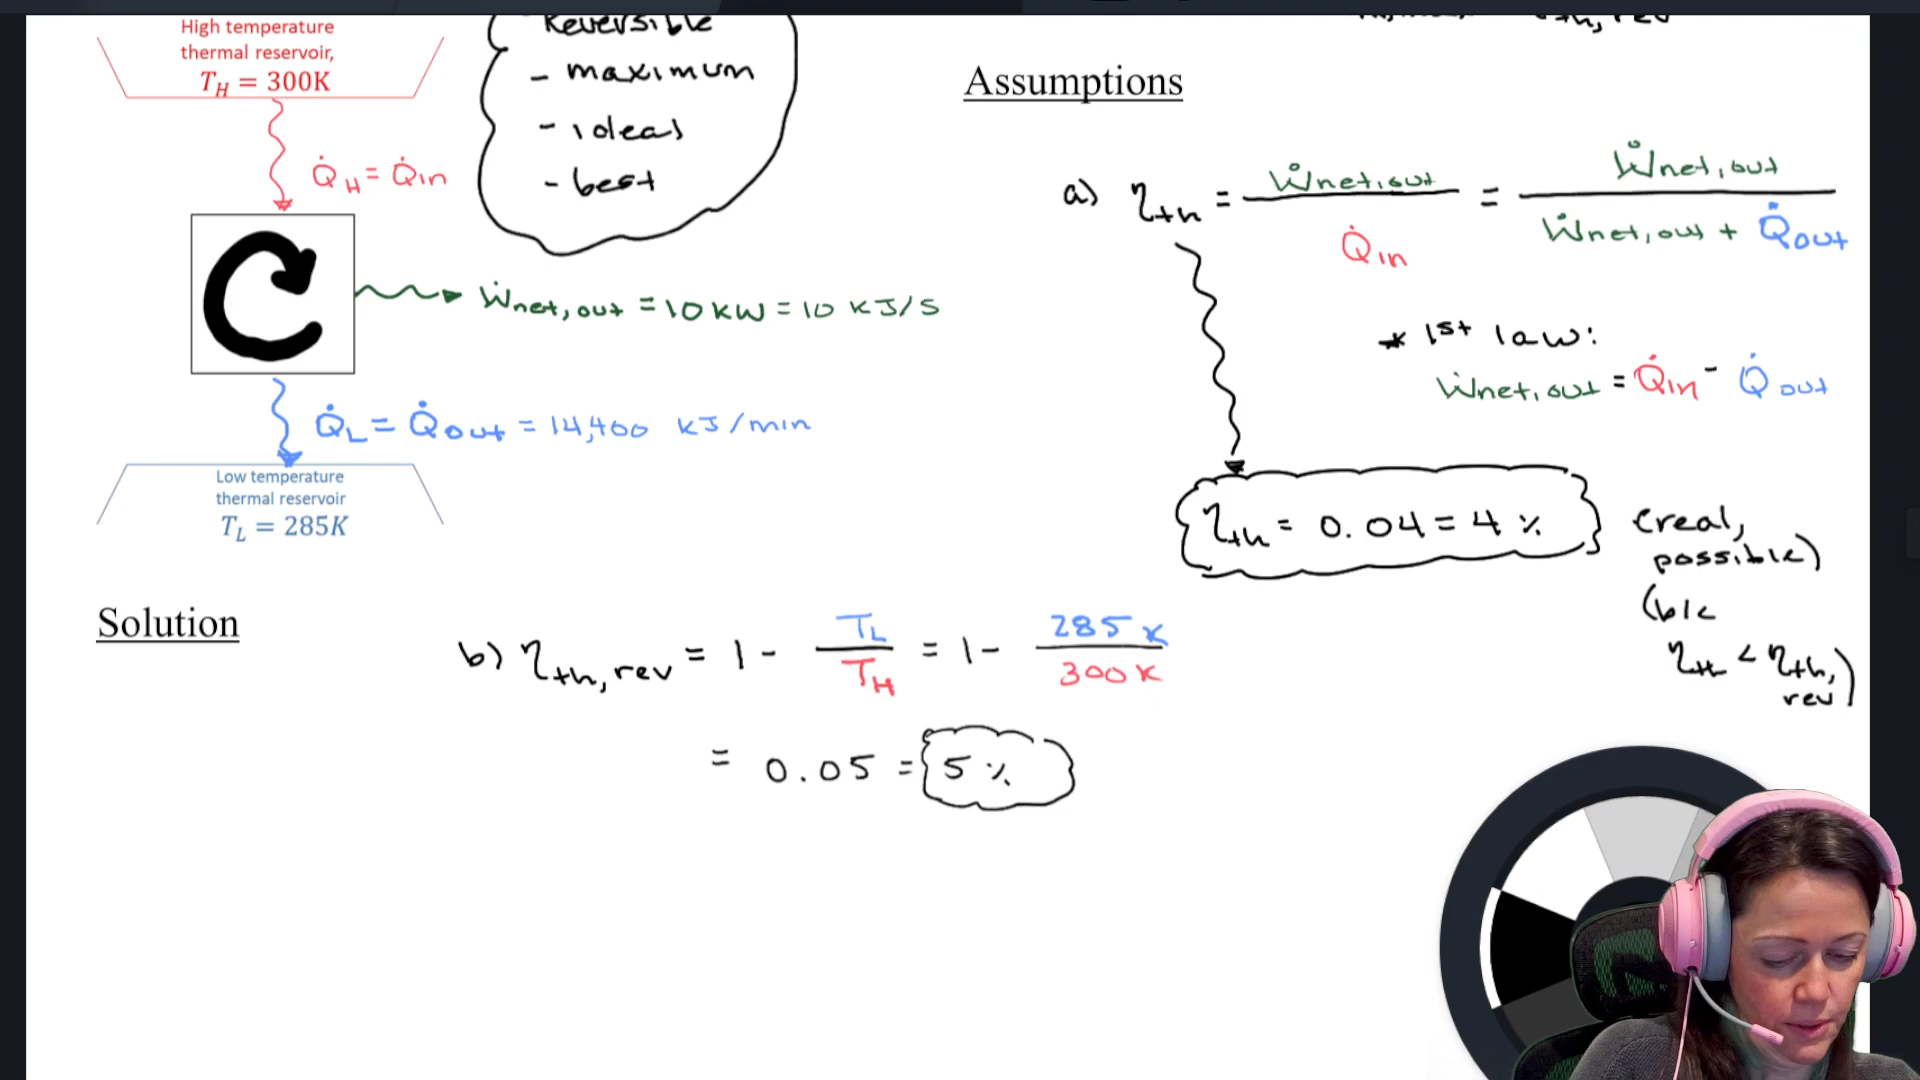 High temperature
thermal reservoir,
T_H = 300K
Q̇_H = Q̇in
Reversible
- maximum
- ideal
- best
Ẇnet,out = 10 kW = 10 kJ/s
Q̇_L = Q̇out = 14,400 kJ/min
Low temperature
thermal reservoir
T_L = 285K
Assumptions
a) η_th = Ẇnet,out / Q̇in = Ẇnet,out / Ẇnet,out + Q̇out
* 1st law:
Ẇnet,out = Q̇in - Q̇out
η_th = 0.04 = 4 %
(real,
possible)
(b/c
η_th < η_th,
rev)
Solution
b) η_th,rev = 1 - T_L / T_H = 1 - 285 K / 300 K
= 0.05 = 5 %